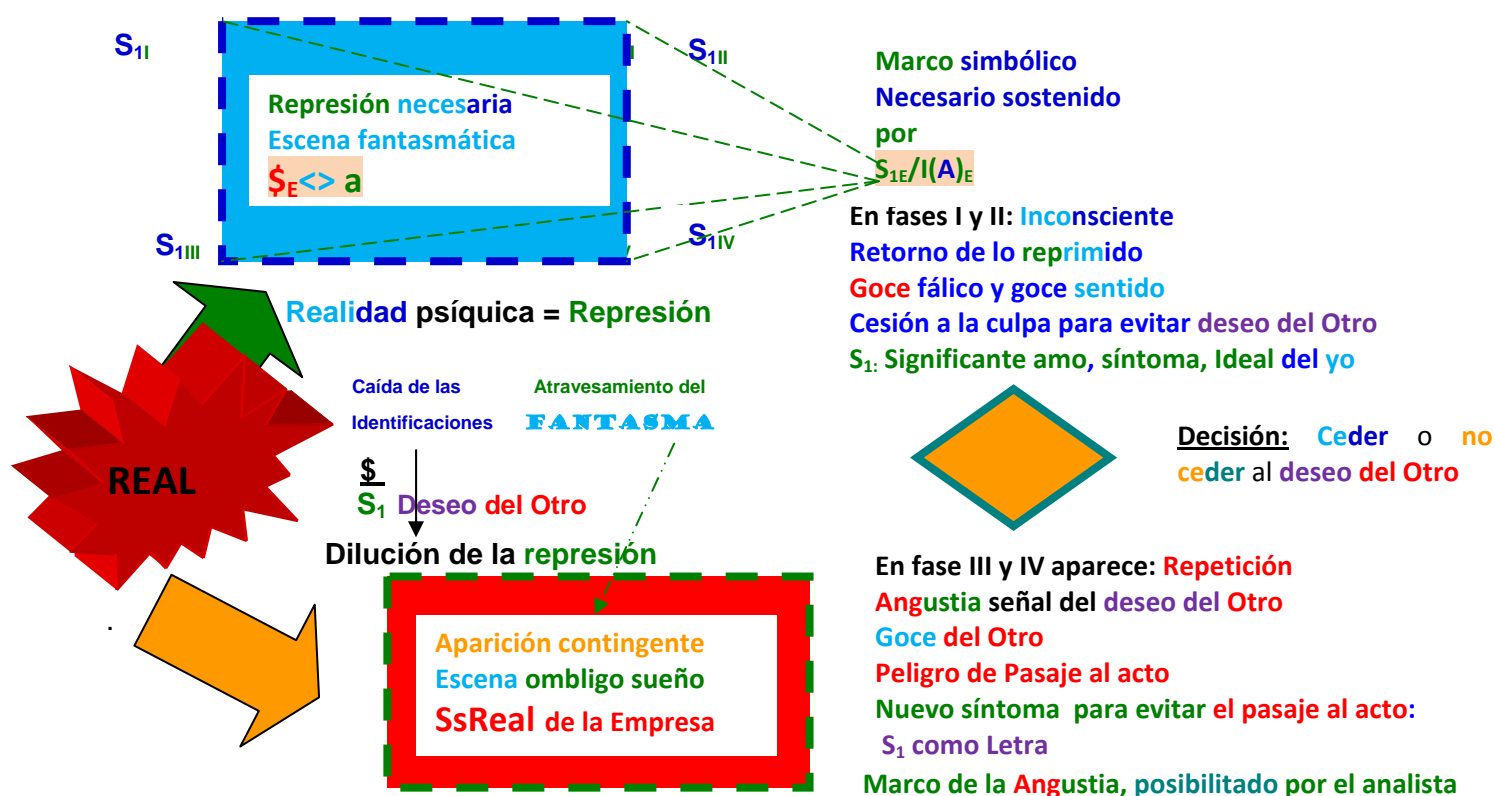 S1I
S1II
Represión necesaria
Escena fantasmática
$E<> a
S1III
S1IV
Marco simbólico
Necesario sostenido
por
S1E/I(A)E
En fases I y II: Inconsciente
Retorno de lo reprimido
Goce fálico y goce sentido
Cesión a la culpa para evitar deseo del Otro
S1: Significante amo, síntoma, Ideal del yo
Realidad psíquica = Represión
REAL
Caída de las
Identificaciones
Atravesamiento del
FANTASMA
$
S1 Deseo del Otro
Dilución de la represión
Decisión: Ceder o no
ceder al deseo del Otro
.
Aparición contingente
Escena ombligo sueño
SsReal de la Empresa
En fase III y IV aparece: Repetición
Angustia señal del deseo del Otro
Goce del Otro
Peligro de Pasaje al acto
Nuevo síntoma para evitar el pasaje al acto:
S1 como Letra
Marco de la Angustia, posibilitado por el analista